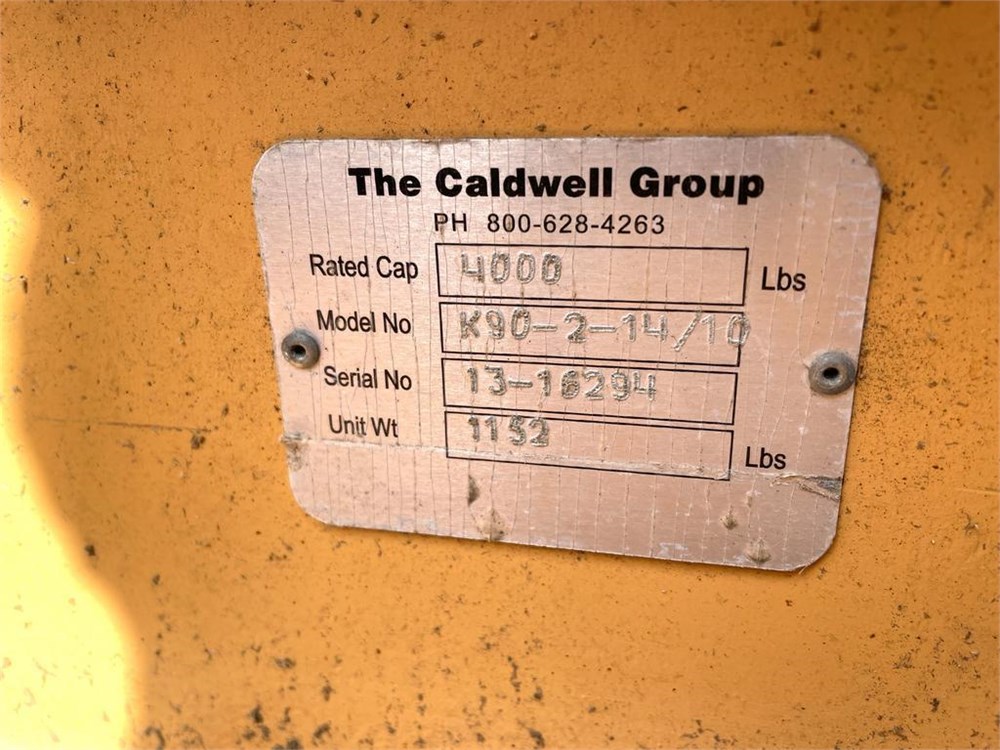 The Caldwell Group
PH 800-628-4263
Rated Cap 4000 Lbs
Model No K90-2-14/10
Serial No 13-16294
Unit Wt 1152 Lbs